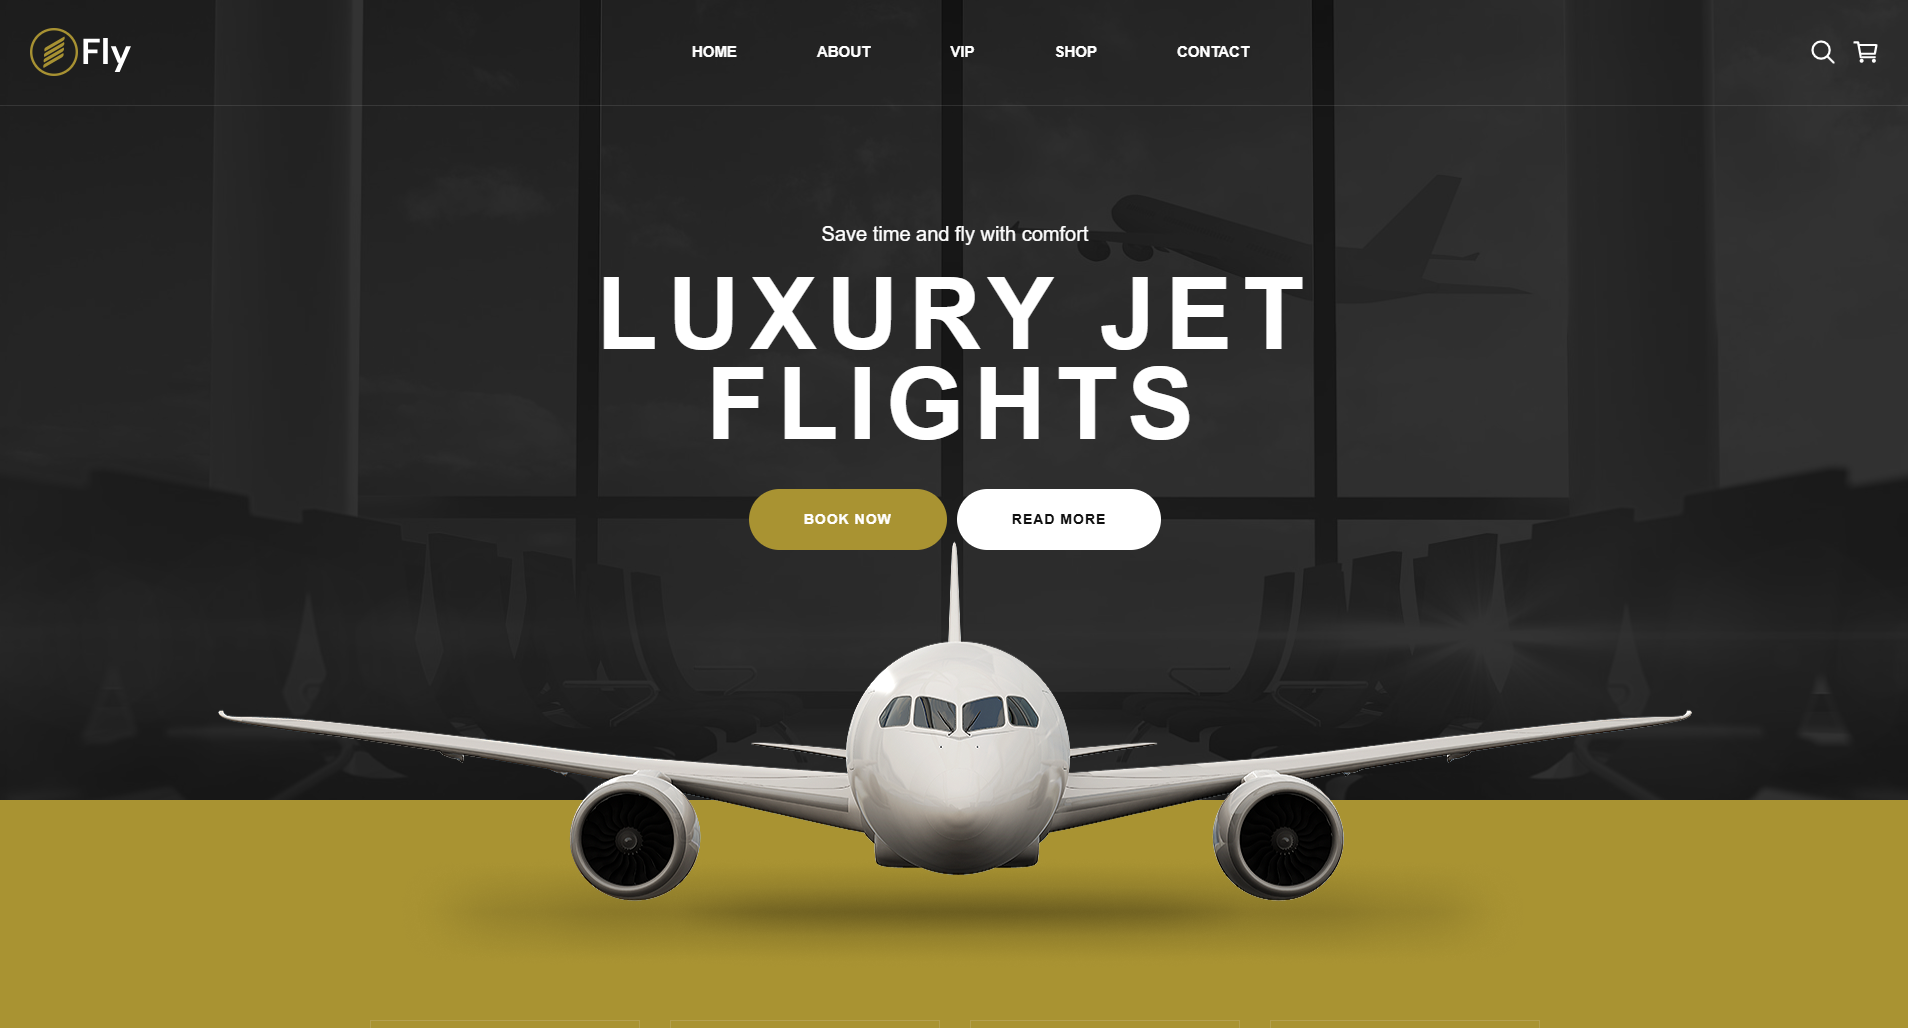 Fly
HOME ABOUT VIP SHOP CONTACT
Save time and fly with comfort
LUXURY JET
FLIGHTS
BOOK NOW READ MORE